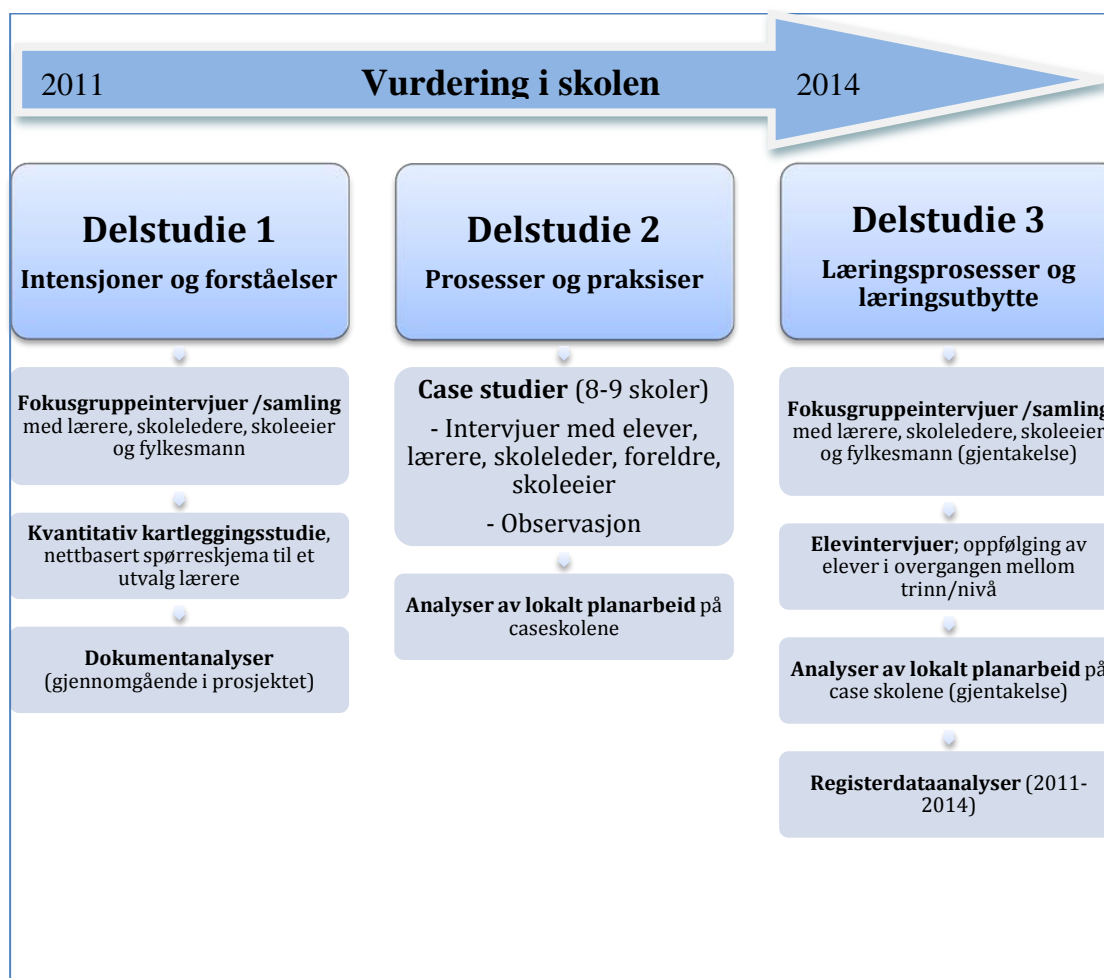 2011 Vurdering i skolen 2014
Delstudie 1
Intensjoner og forståelser
Fokusgruppeintervjuer /samling
med lærere, skoleledere, skoleeier
og fylkesmann
Kvantitativ kartleggingsstudie,
nettbasert spørreskjema til et
utvalg lærere
Dokumentanalyser
(gjennomgående i prosjektet)
Delstudie 2
Prosesser og praksiser
Case studier (8-9 skoler)
- Intervjuer med elever,
lærere, skoleleder, foreldre,
skoleeier
- Observasjon
Analyser av lokalt planarbeid på
caseskolene
Delstudie 3
Læringsprosesser og
læringsutbytte
Fokusgruppeintervjuer /samling
med lærere, skoleledere, skoleeier
og fylkesmann (gjentakelse)
Elevintervjuer; oppfølging av
elever i overgangen mellom
trinn/nivå
Analyser av lokalt planarbeid på
case skolene (gjentakelse)
Registerdataanalyser (2011-
2014)